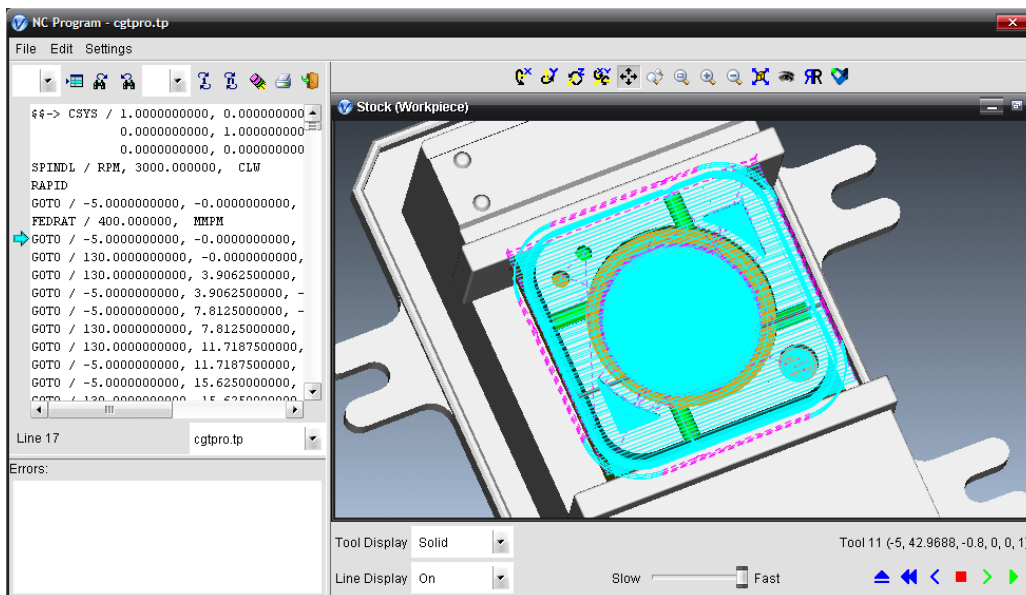 NC Program - cgtpro.tp
File Edit Settings
$$-> CSYS / 1.0000000000, 0.000000000
0.0000000000, 1.000000000
0.0000000000, 0.000000000
SPINDL / RPM, 3000.000000, CLW
RAPID
GOTO / -5.0000000000, -0.0000000000,
FEDRAT / 400.000000, MMPM
GOTO / -5.0000000000, -0.0000000000,
GOTO / 130.0000000000, -0.0000000000,
GOTO / 130.0000000000, 3.9062500000,
GOTO / -5.0000000000, 3.9062500000, -
GOTO / -5.0000000000, 7.8125000000, -
GOTO / 130.0000000000, 7.8125000000,
GOTO / 130.0000000000, 11.7187500000,
GOTO / -5.0000000000, 11.7187500000,
GOTO / -5.0000000000, 15.6250000000,
GOTO / 130.0000000000, 15.6250000000,
Line 17 cgtpro.tp
Errors:
Stock (Workpiece)
Tool Display Solid
Tool 11 (-5, 42.9688, -0.8, 0, 0, 1)
Line Display On
Slow Fast